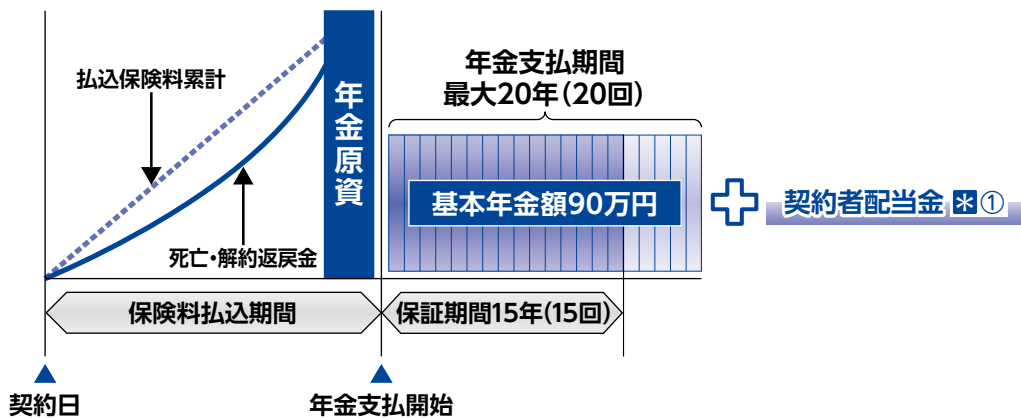 払込保険料累計
死亡・解約返戻金
年金原資
年金支払期間
最大20年(20回)
基本年金額90万円
契約者配当金 *①
保険料払込期間
保証期間15年(15回)
契約日
年金支払開始